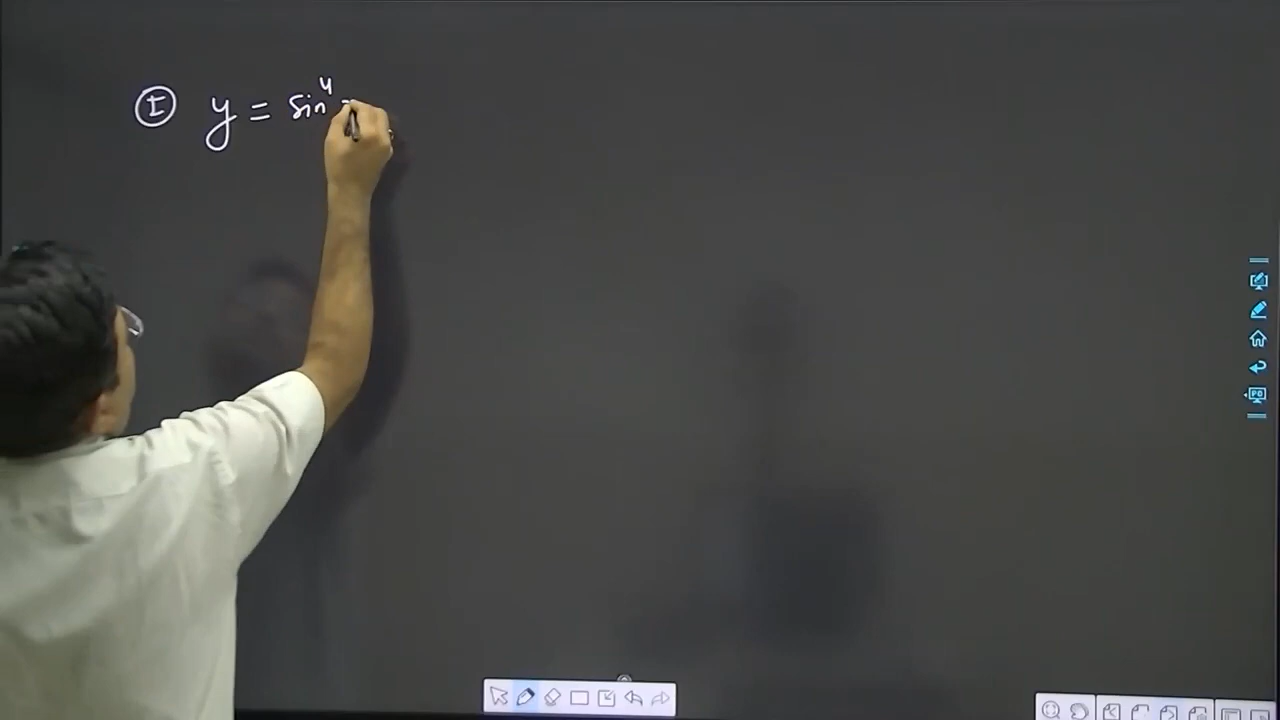 Ⓘ y = sin⁴